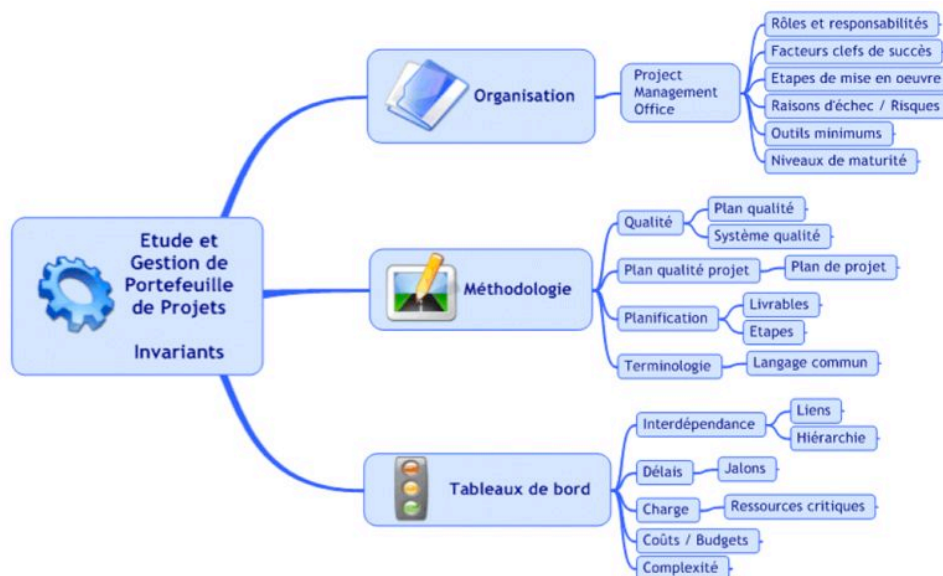 Etude et
Gestion de
Portefeuille
de Projets
Invariants
Organisation
Project
Management
Office
Rôles et responsabilités
Facteurs clefs de succès
Etapes de mise en oeuvre
Raisons d'échec / Risques
Outils minimums
Niveaux de maturité
Méthodologie
Qualité
Plan qualité
Système qualité
Plan qualité projet
Plan de projet
Planification
Livrables
Etapes
Terminologie
Langage commun
Tableaux de bord
Interdépendance
Liens
Hiérarchie
Délais
Jalons
Charge
Ressources critiques
Coûts / Budgets
Complexité